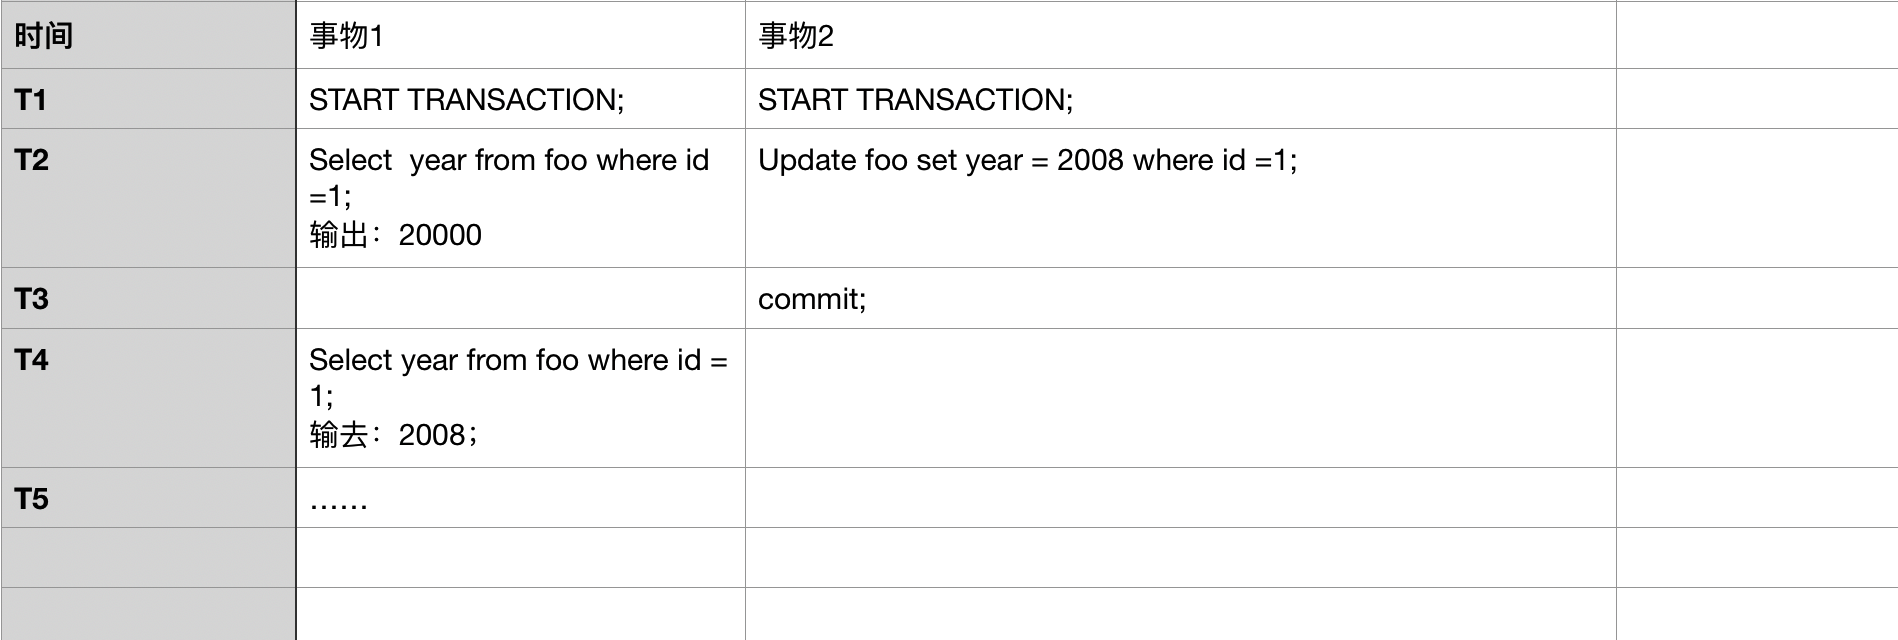 时间 事物1 事物2
T1 START TRANSACTION; START TRANSACTION;
T2 Select  year from foo where id Update foo set year = 2008 where id =1;
=1;
输出：20000
T3 commit;
T4 Select year from foo where id =
1;
输去：2008；
T5 ……